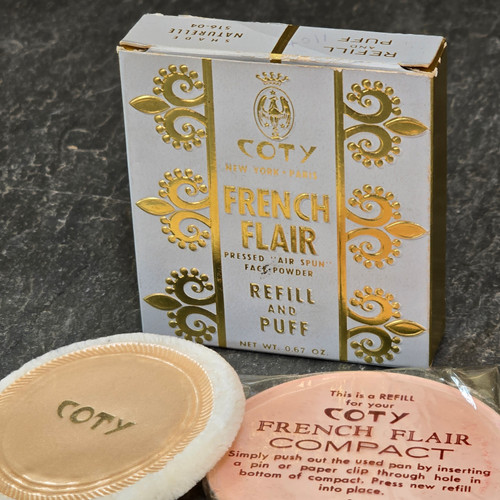 SHADE
NATURELLE
S16-04
REFILL
AND
PUFF
COTY
NEW YORK • PARIS
FRENCH
FLAIR
PRESSED "AIR SPUN"
FACE POWDER
REFILL
AND
PUFF
NET WT. 0.67 OZ.
COTY
This is a REFILL
for your
COTY
FRENCH FLAIR
COMPACT
Simply push out the used pan by inserting
a pin or paper clip through hole in
bottom of compact. Press new refill
into place.